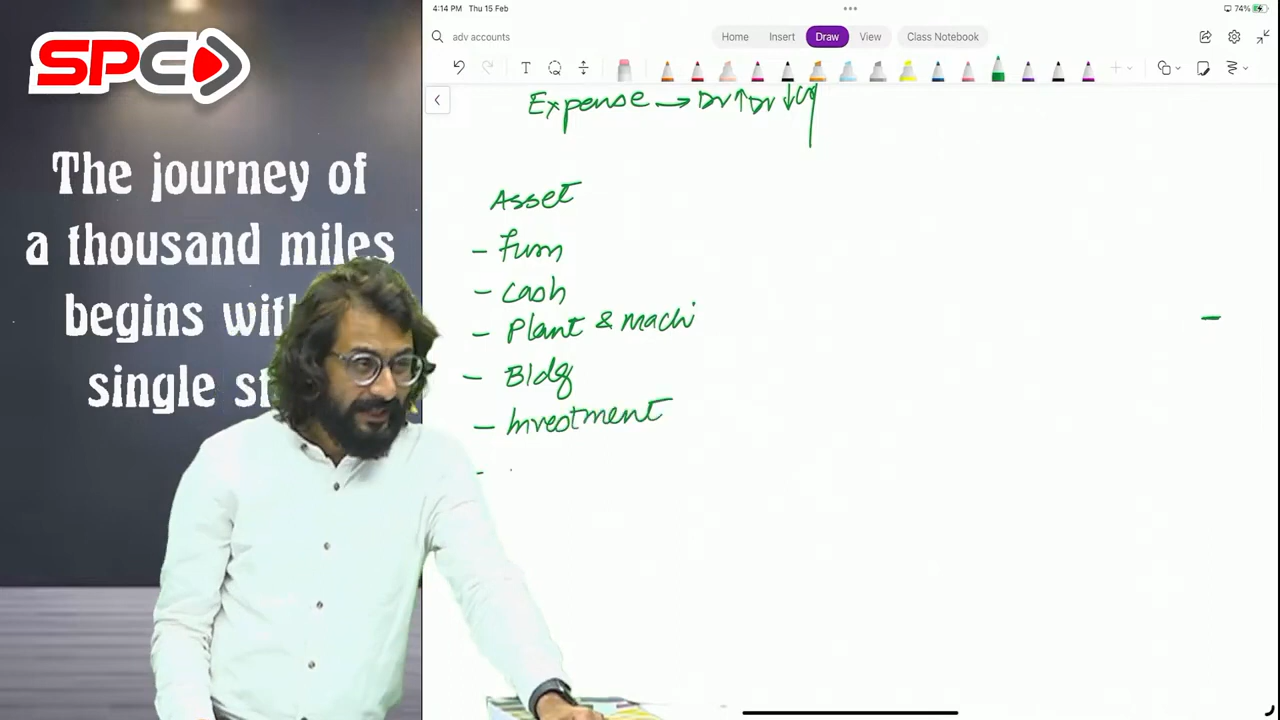 SPE
The journey of
a thousand miles
begins wit
single st
4:14 PM Thu 15 Feb
74%
adv accounts
Home Insert Draw View Class Notebook
Expense → Dr↑ Dr ↓ Cr
Asset
- Furn
- Cash
- Plant & Machi
- Bldg
- Investment
-